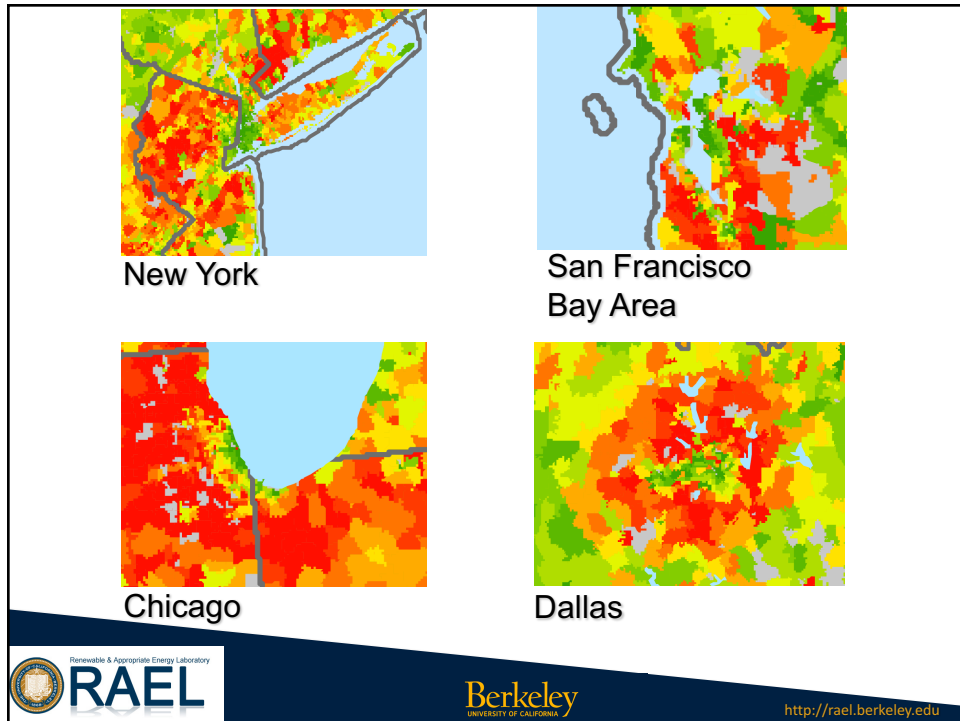 New York
San Francisco
Bay Area
Chicago
Dallas
Renewable & Appropriate Energy Laboratory
RAEL
Berkeley
UNIVERSITY OF CALIFORNIA
http://rael.berkeley.edu